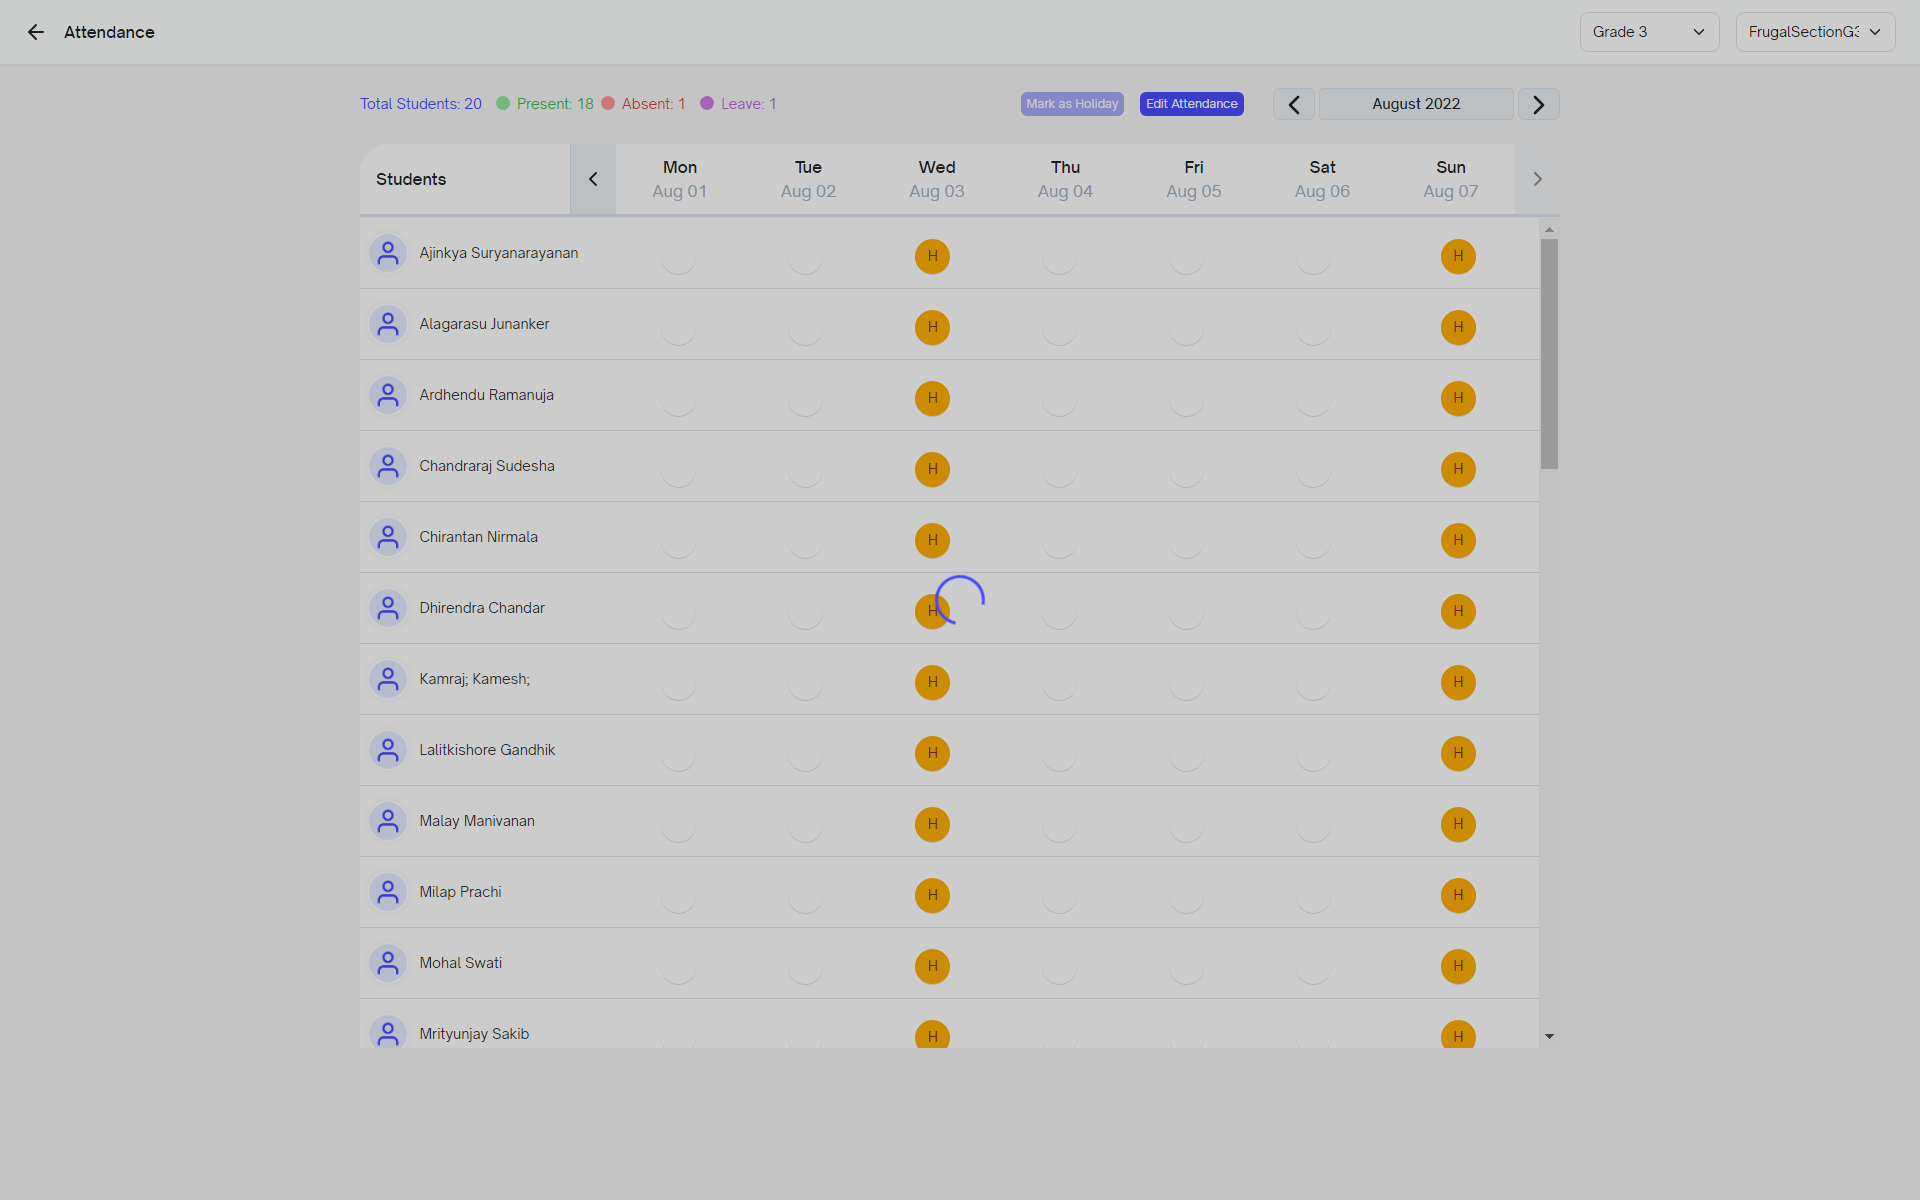 Attendance
Grade 3
FrugalSectionG3
Total Students: 20
Present: 18
Absent: 1
Leave: 1
Mark as Holiday
Edit Attendance
August 2022
Students
Mon Tue Wed Thu Fri Sat Sun
Aug 01 Aug 02 Aug 03 Aug 04 Aug 05 Aug 06 Aug 07
Ajinkya Suryanarayanan H H
Alagarasu Junanker H H
Ardhendu Ramanuja H H
Chandraraj Sudesha H H
Chirantan Nirmala H H
Dhirendra Chandar H H
Kamraj; Kamesh; H H
Lalitkishore Gandhik H H
Malay Manivanan H H
Milap Prachi H H
Mohal Swati H H
Mrityunjay Sakib H H